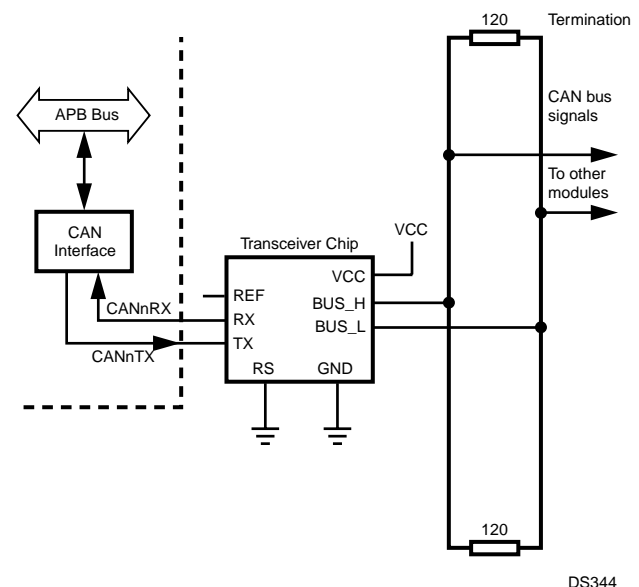 120
Termination
APB Bus
CAN bus
signals
To other
modules
CAN
Interface
Transceiver Chip
VCC
VCC
REF
BUS_H
CANnRX
RX
BUS_L
TX
CANnTX
RS
GND
120
DS344